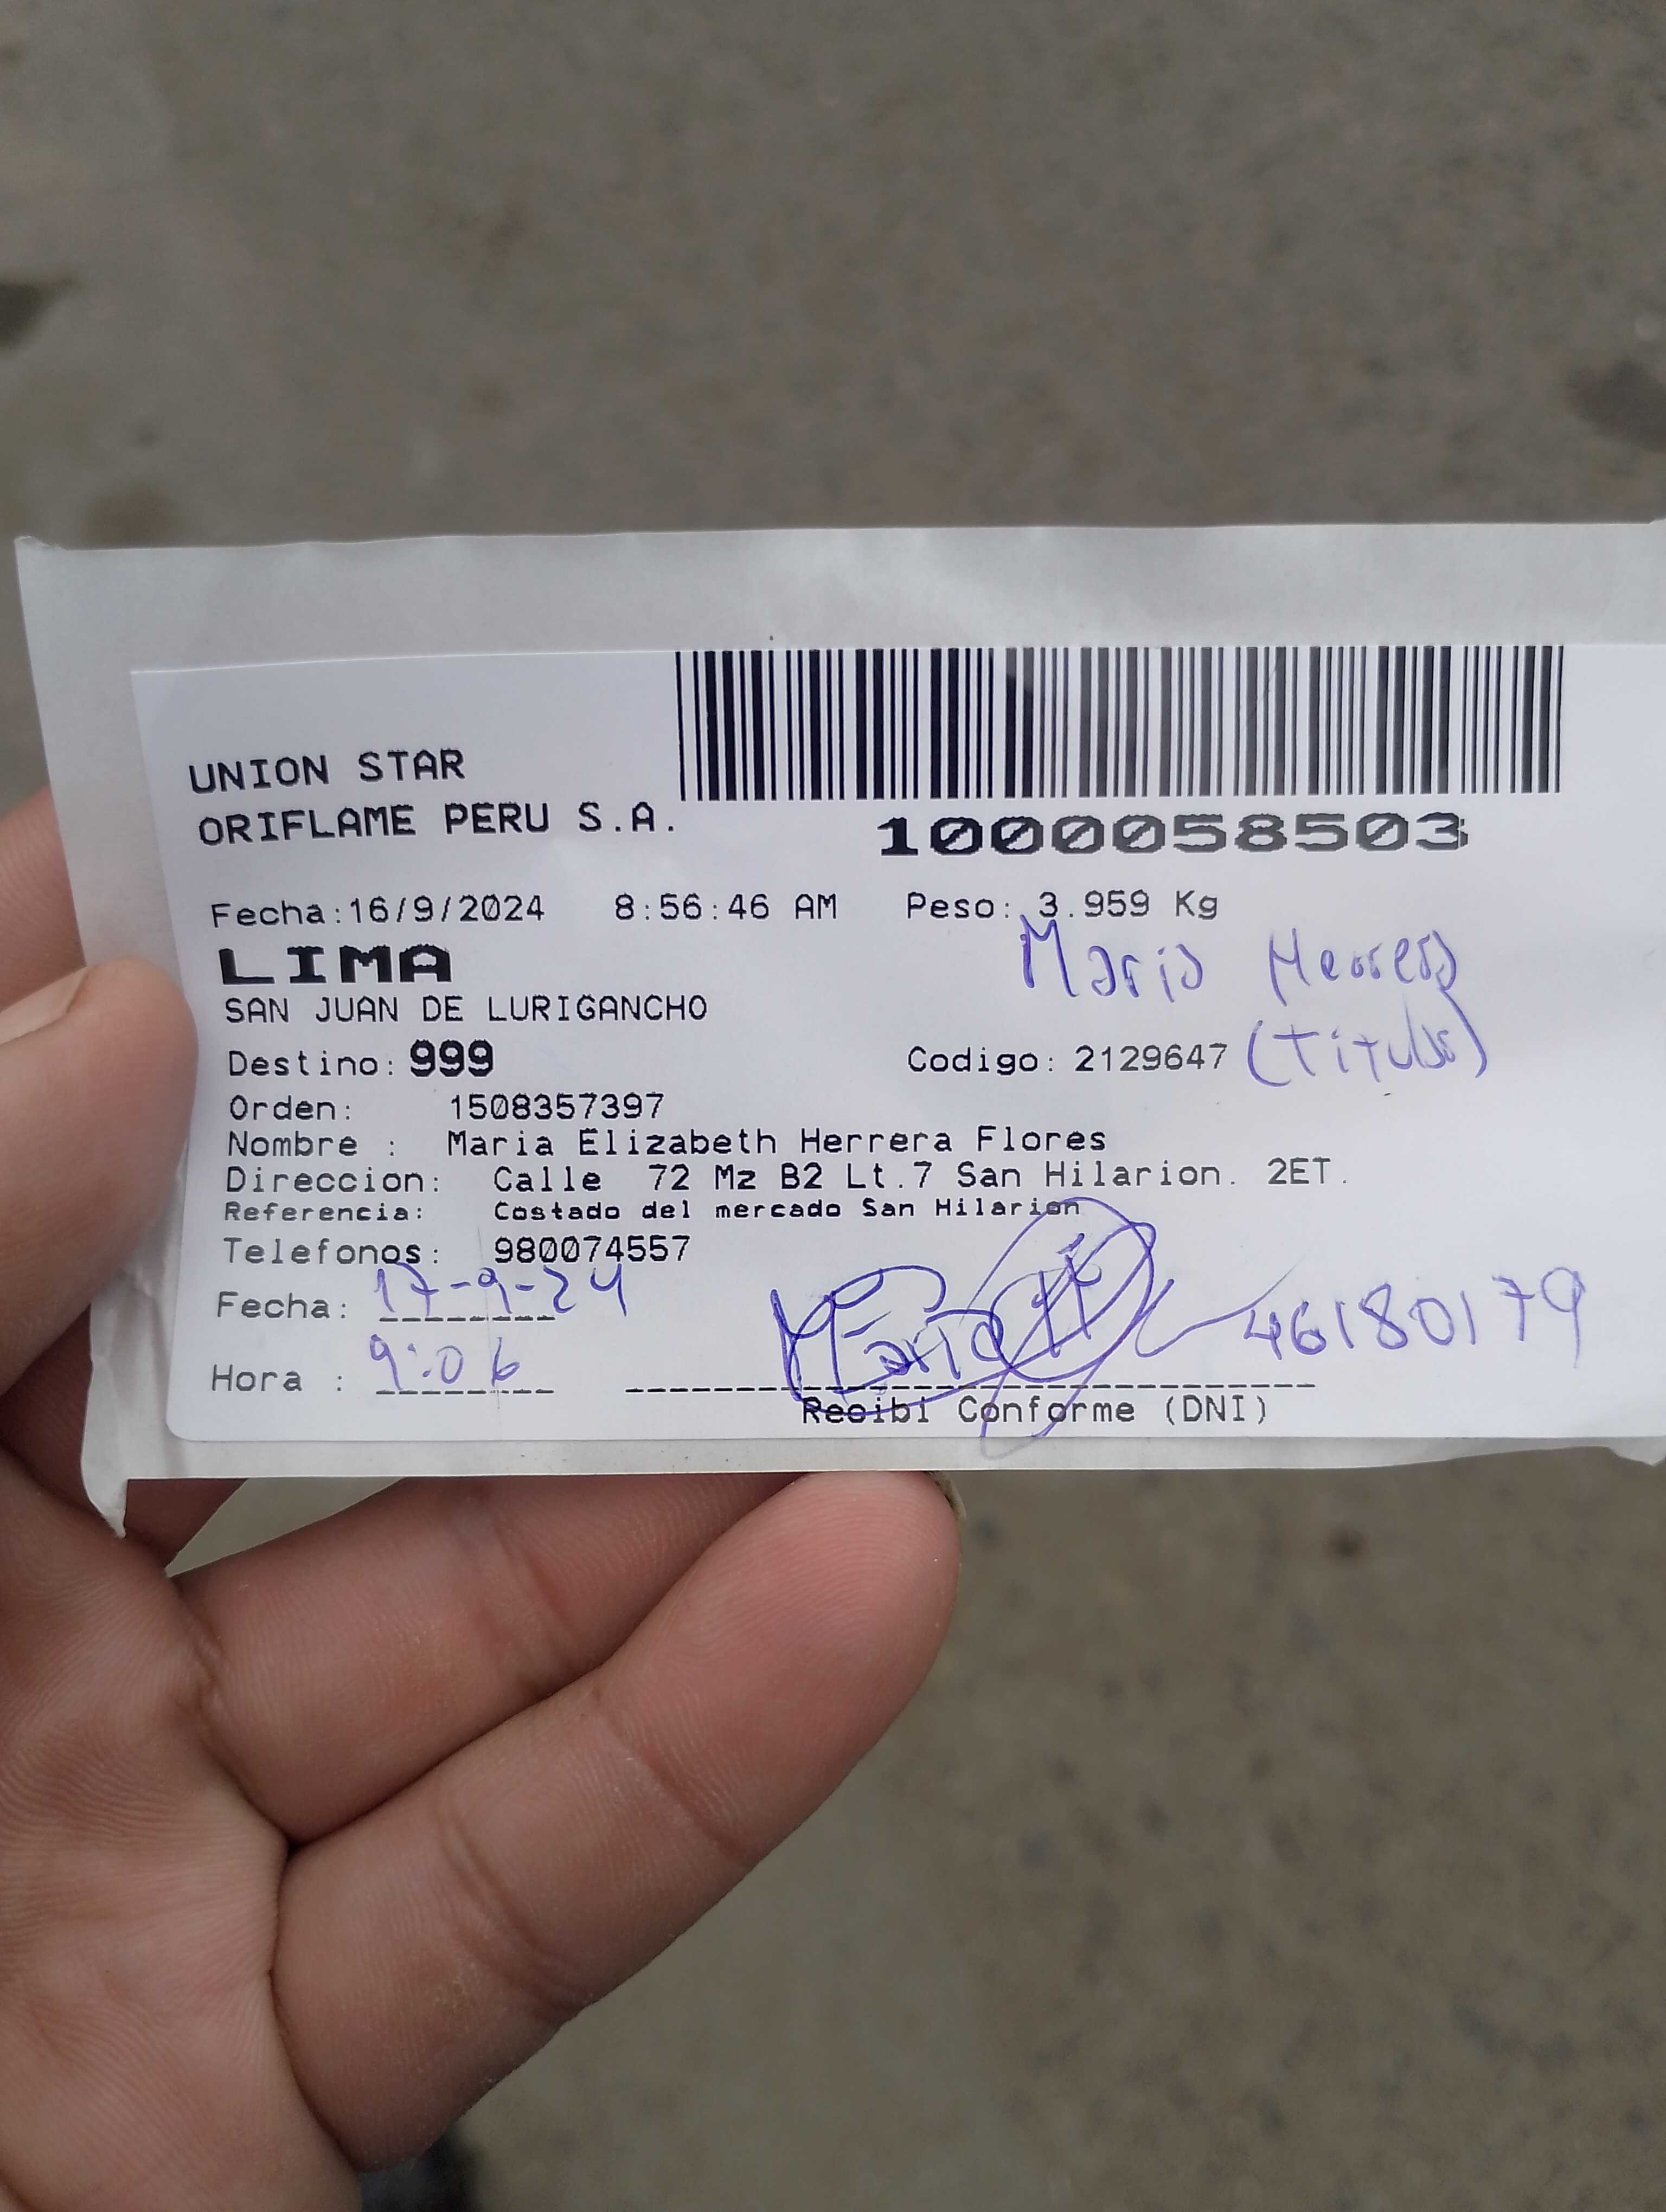 UNION STAR
ORIFLAME PERU S.A.
1000058503
Fecha:16/9/2024 8:56:46 AM Peso: 3.959 Kg
LIMA
Maria Herrera
SAN JUAN DE LURIGANCHO
Destino: 999 Codigo: 2129647 (Titular)
Orden: 1508357397
Nombre : Maria Elizabeth Herrera Flores
Direccion: Calle 72 Mz B2 Lt.7 San Hilarion. 2ET.
Referencia: Costado del mercado San Hilarion
Telefonos: 980074557
Fecha: 17-9-24
Maria 46180179
Hora : 9:06
Recibi Conforme (DNI)